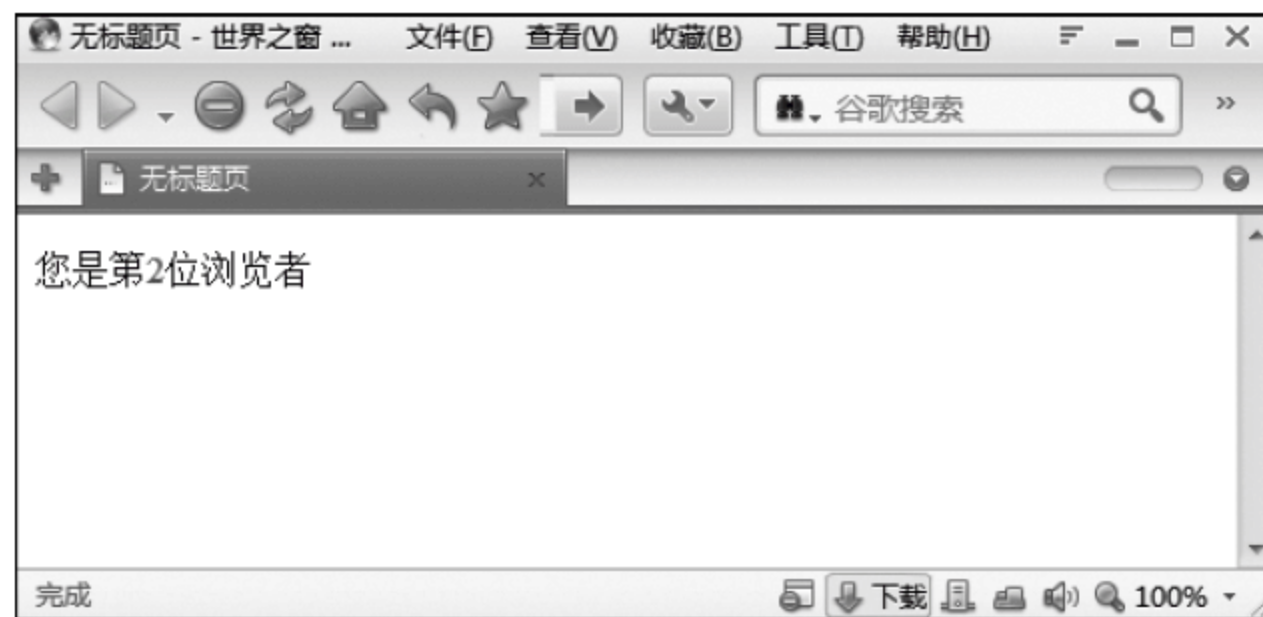 无标题页 - 世界之窗 ... 文件(F) 查看(V) 收藏(B) 工具(T) 帮助(H)
谷歌搜索
无标题页
您是第2位浏览者
完成 下载 100%